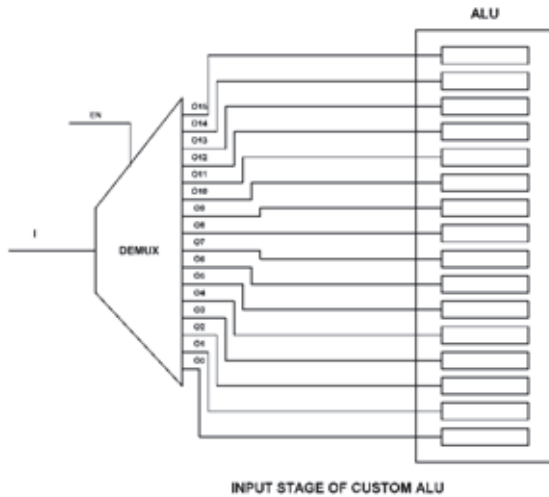 ALU
EN
I
DEMUX
O15
O14
O13
O12
O11
O10
O9
O8
O7
O6
O5
O4
O3
O2
O1
O0
INPUT STAGE OF CUSTOM ALU